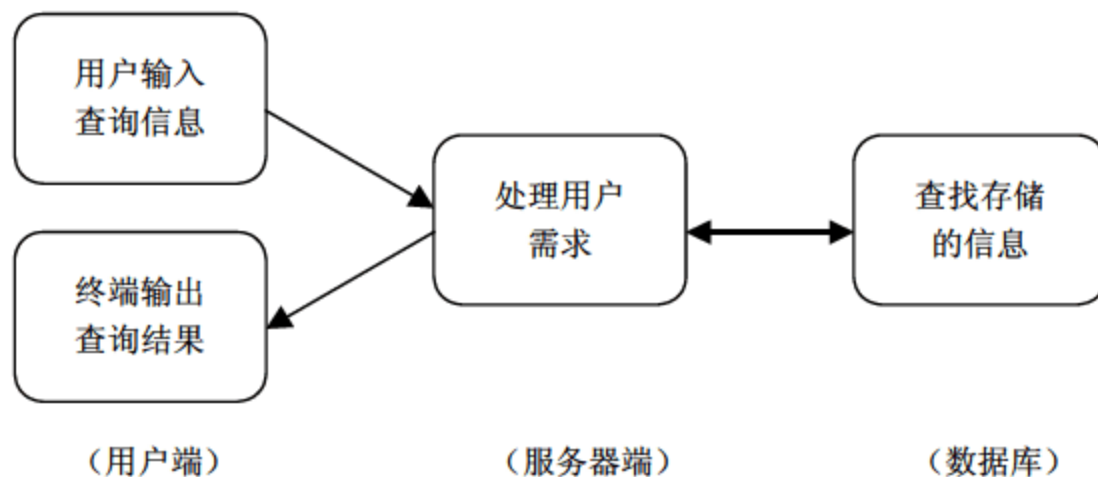 用户输入
查询信息
处理用户
需求
查找存储
的信息
终端输出
查询结果
（用户端）
（服务器端）
（数据库）